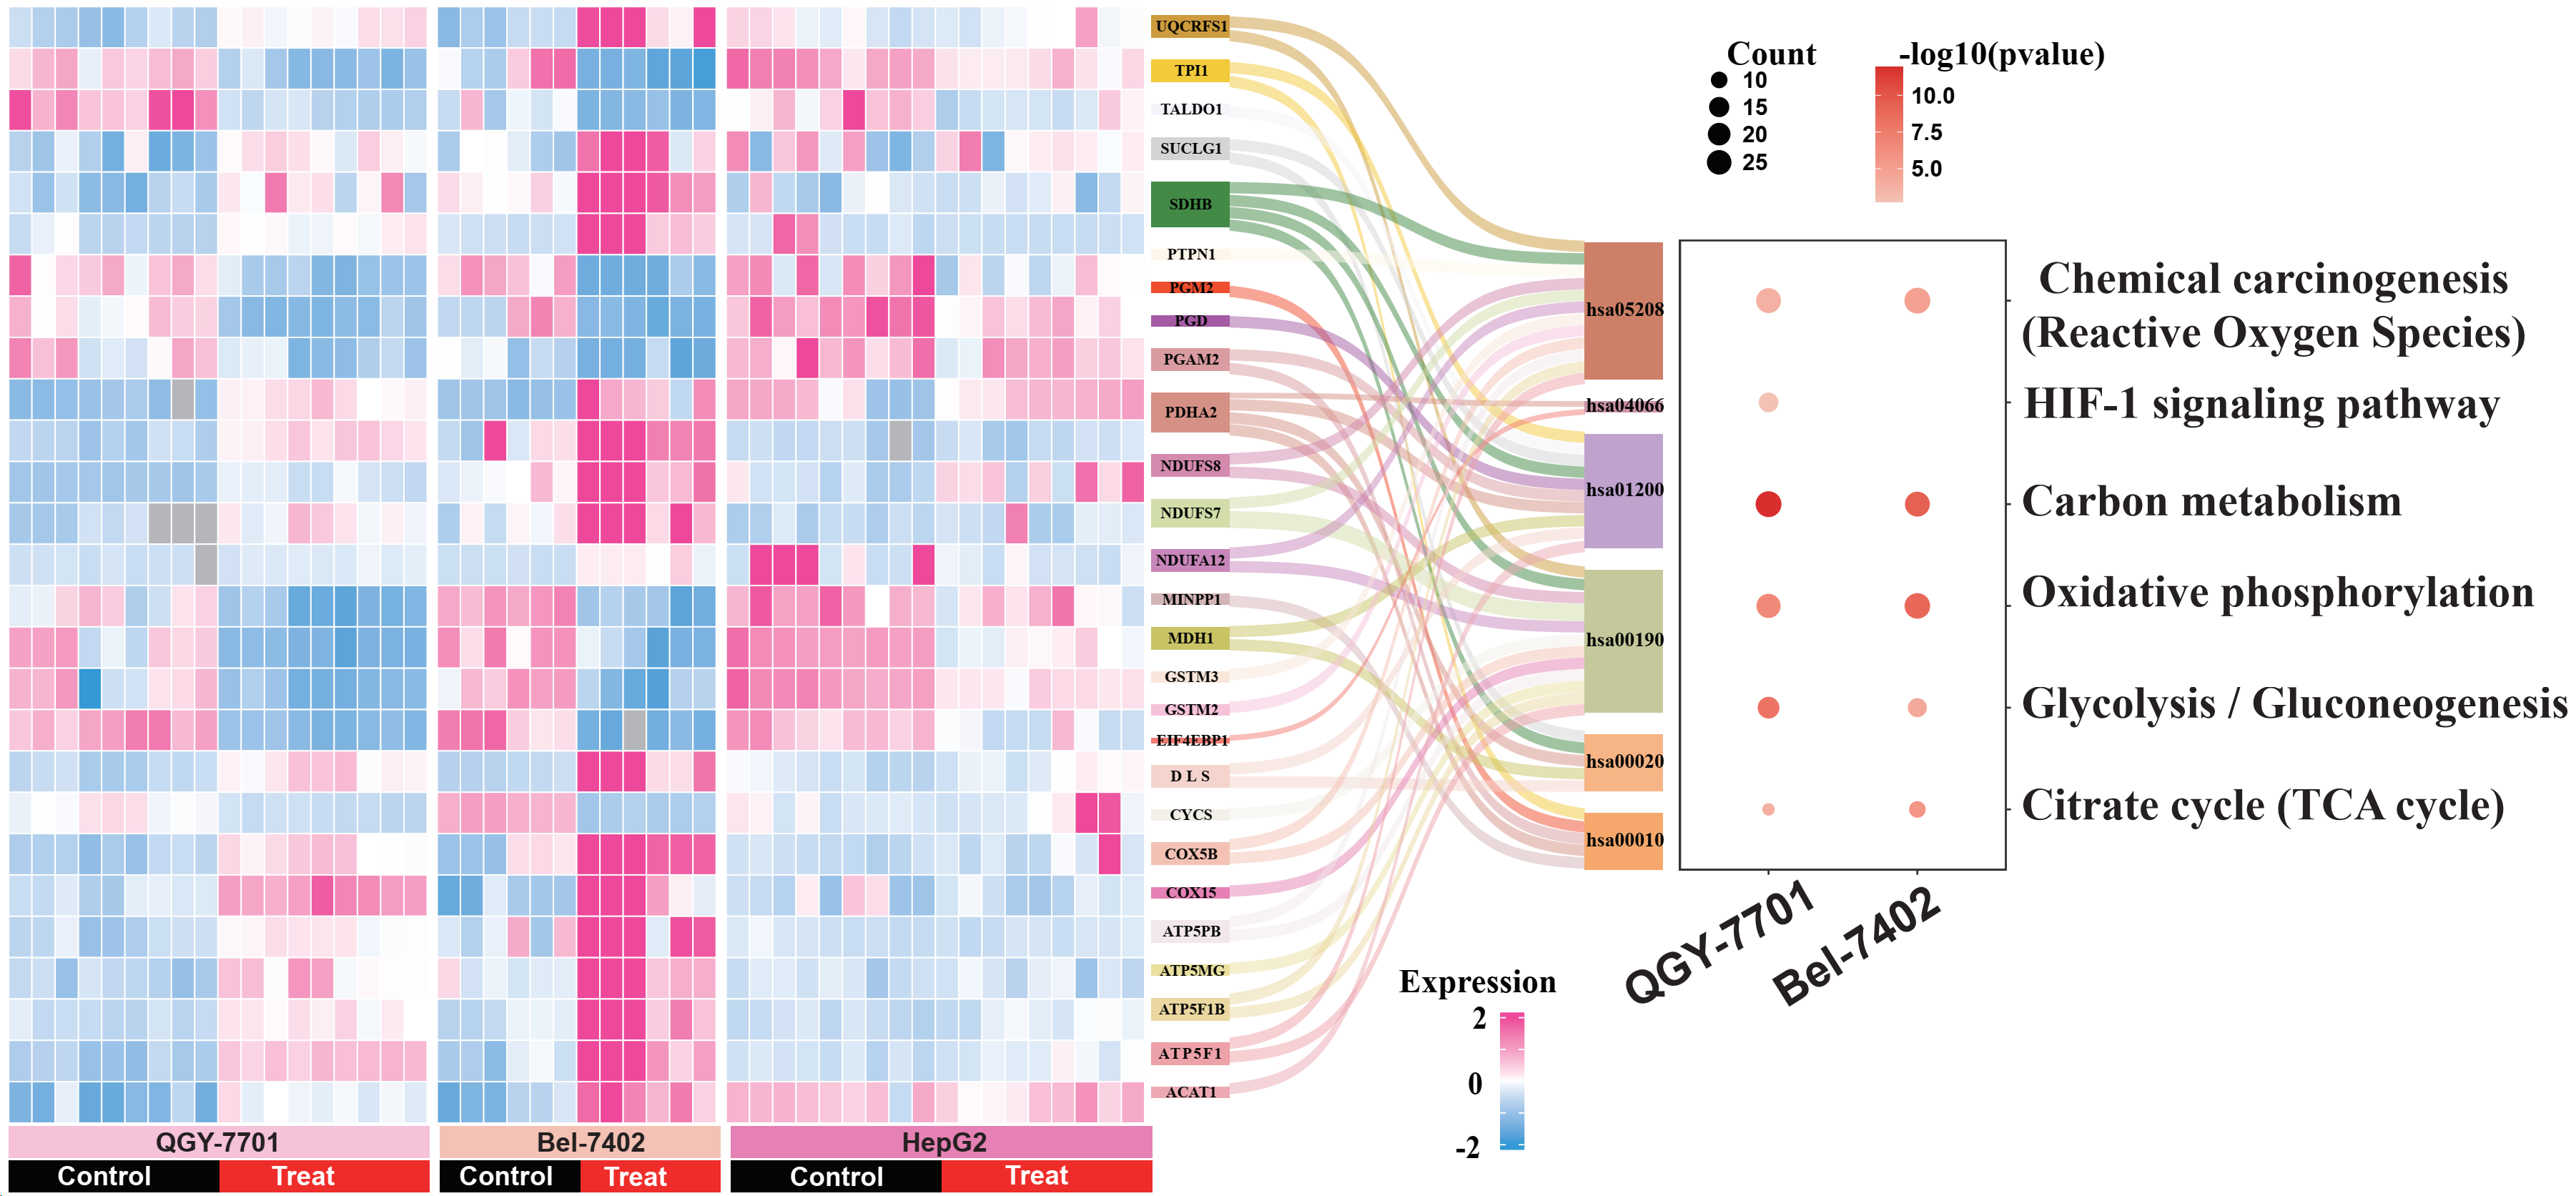 UQCRFS1
TPI1
TALDO1
SUCLG1
SDHB
PTPN1
PGM2
PGD
PGAM2
PDHA2
NDUFS8
NDUFS7
NDUFA12
MINPP1
MDH1
GSTM3
GSTM2
EIF4EBP1
D L S
CYCS
COX5B
COX15
ATP5PB
ATP5MG
ATP5F1B
ATP5F1
ACAT1
QGY-7701
Bel-7402
HepG2
Control
Treat
Control
Treat
Control
Treat
hsa05208
hsa04066
hsa01200
hsa00190
hsa00020
hsa00010
Expression
2
0
-2
Count
10
15
20
25
-log10(pvalue)
10.0
7.5
5.0
Chemical carcinogenesis
(Reactive Oxygen Species)
HIF-1 signaling pathway
Carbon metabolism
Oxidative phosphorylation
Glycolysis / Gluconeogenesis
Citrate cycle (TCA cycle)
QGY-7701
Bel-7402